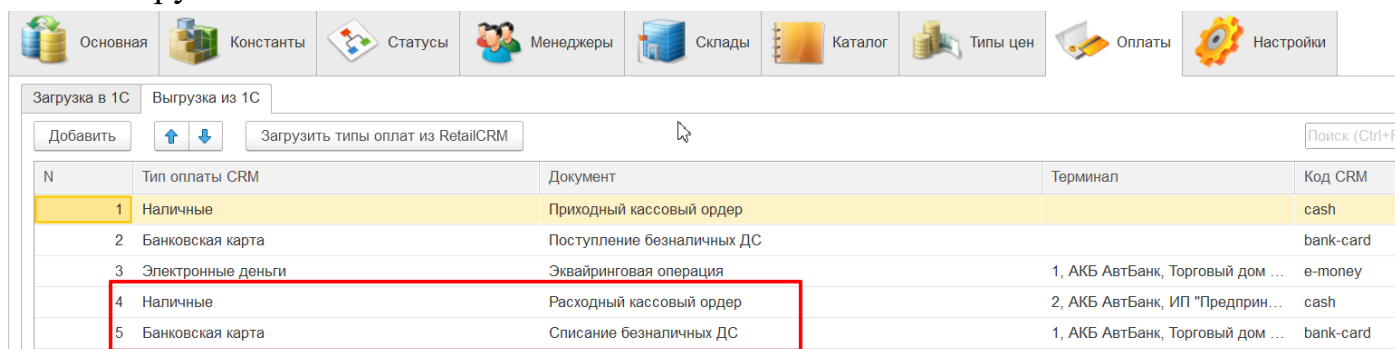 Основная Константы Статусы Менеджеры Склады Каталог Типы цен Оплаты Настройки
Загрузка в 1С Выгрузка из 1С
Добавить Загрузить типы оплат из RetailCRM Поиск (Ctrl+F
N Тип оплаты CRM Документ Терминал Код CRM
1 Наличные Приходный кассовый ордер cash
2 Банковская карта Поступление безналичных ДС bank-card
3 Электронные деньги Эквайринговая операция 1, АКБ АвтБанк, Торговый дом ... e-money
4 Наличные Расходный кассовый ордер 2, АКБ АвтБанк, ИП "Предприн... cash
5 Банковская карта Списание безналичных ДС 1, АКБ АвтБанк, Торговый дом ... bank-card